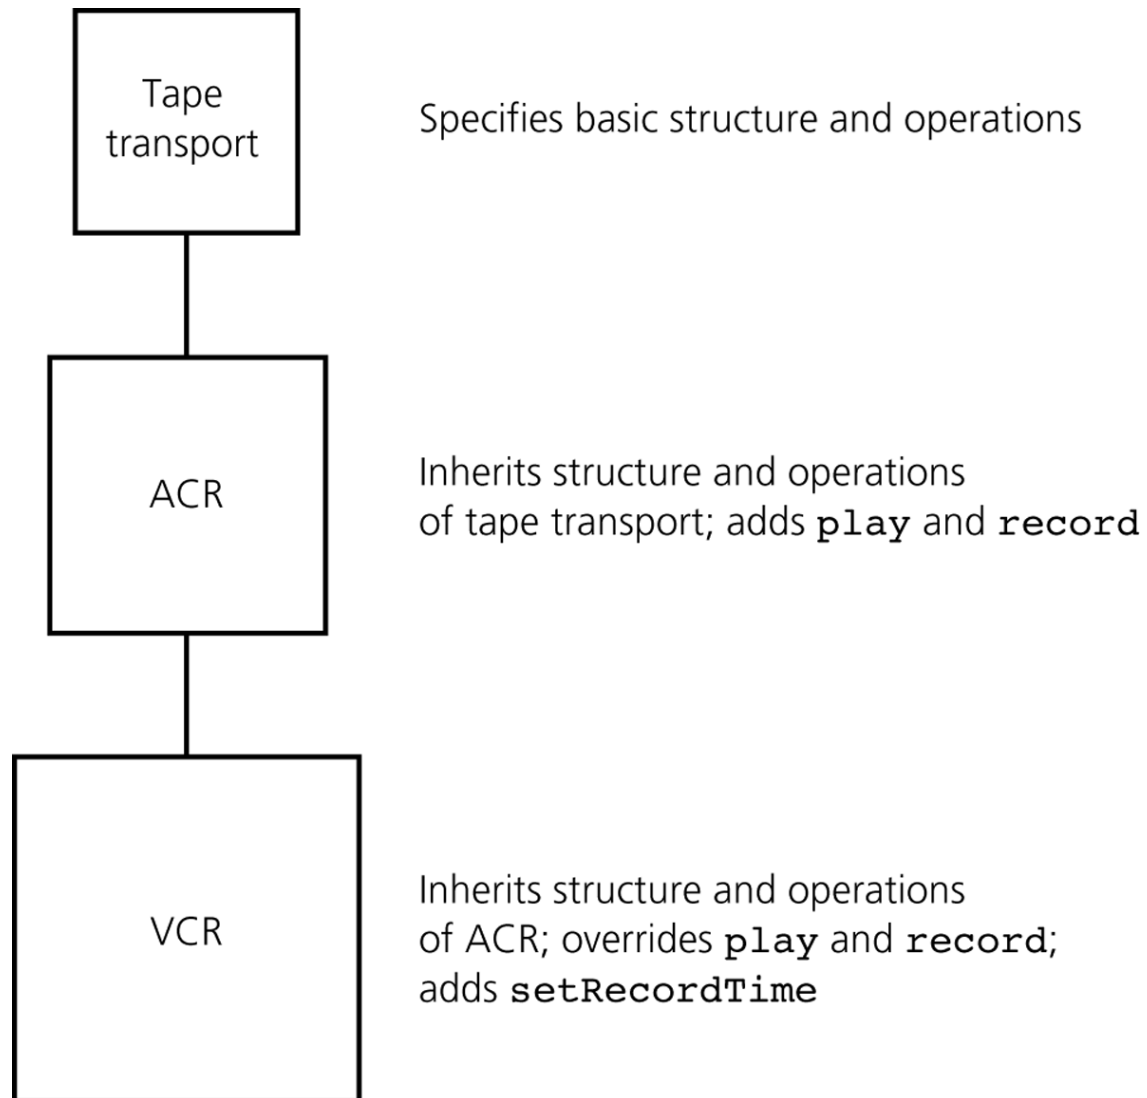 Tape
transport
Specifies basic structure and operations
ACR
Inherits structure and operations
of tape transport; adds play and record
VCR
Inherits structure and operations
of ACR; overrides play and record;
adds setRecordTime